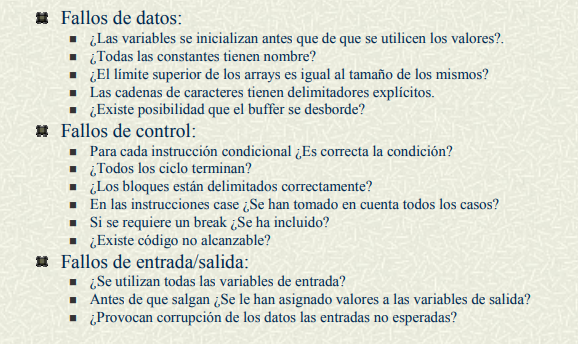 Fallos de datos:
¿Las variables se inicializan antes que de que se utilicen los valores?.
¿Todas las constantes tienen nombre?
¿El límite superior de los arrays es igual al tamaño de los mismos?
Las cadenas de caracteres tienen delimitadores explícitos.
¿Existe posibilidad que el buffer se desborde?
Fallos de control:
Para cada instrucción condicional ¿Es correcta la condición?
¿Todos los ciclo terminan?
¿Los bloques están delimitados correctamente?
En las instrucciones case ¿Se han tomado en cuenta todos los casos?
Si se requiere un break ¿Se ha incluido?
¿Existe código no alcanzable?
Fallos de entrada/salida:
¿Se utilizan todas las variables de entrada?
Antes de que salgan ¿Se le han asignado valores a las variables de salida?
¿Provocan corrupción de los datos las entradas no esperadas?